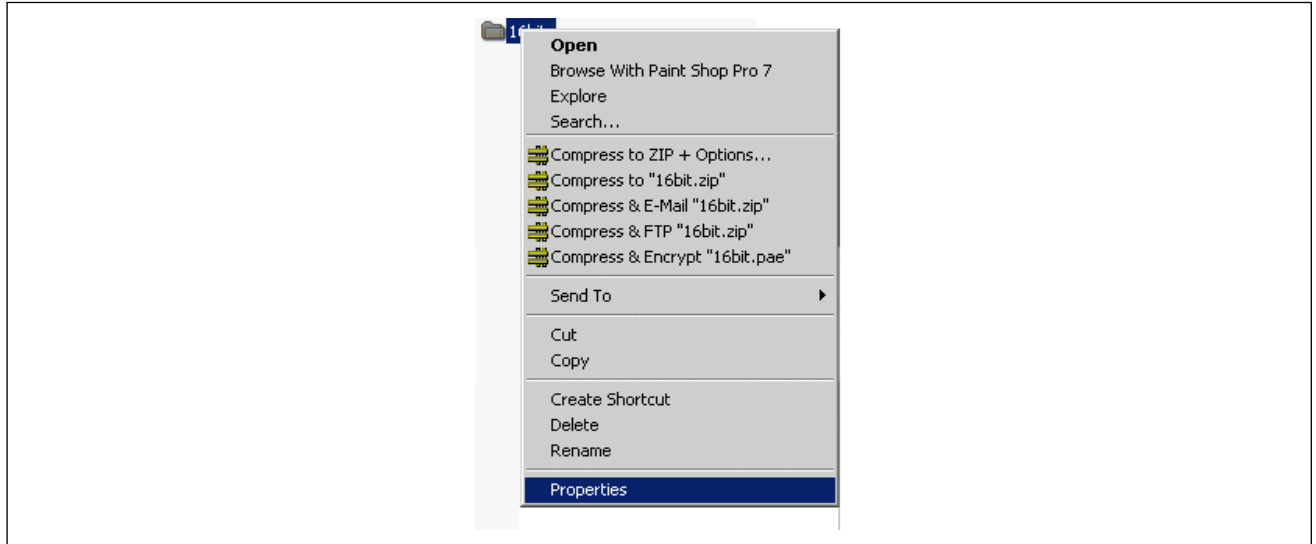 Open
Browse With Paint Shop Pro 7
Explore
Search...
Compress to ZIP + Options...
Compress to "16bit.zip"
Compress & E-Mail "16bit.zip"
Compress & FTP "16bit.zip"
Compress & Encrypt "16bit.pae"
Send To
Cut
Copy
Create Shortcut
Delete
Rename
Properties